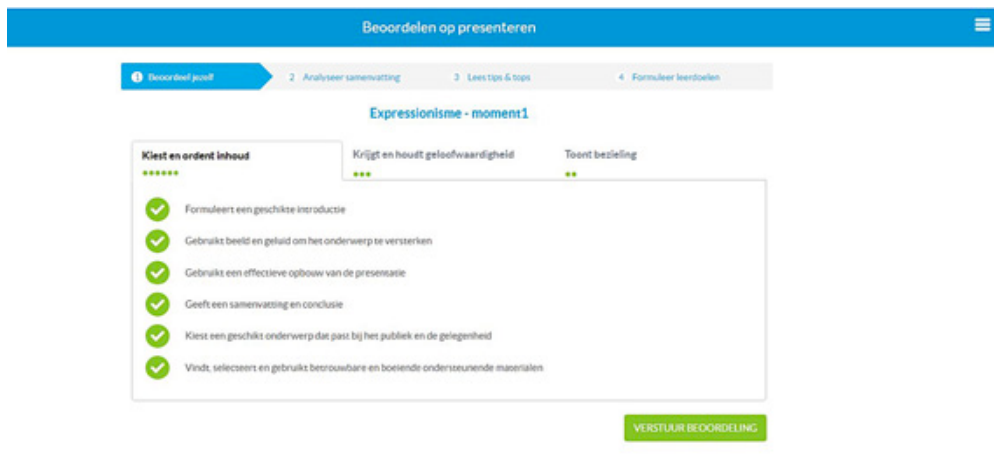 Beoordelen op presenteren
1 Beoordeel jezelf
2 Analyseer samenvatting
3 Lees tips & tops
4 Formuleer leerdoelen
Expressionisme - moment1
Kiest en ordent inhoud
Krijgt en houdt geloofwaardigheid
Toont bezieling
Formuleert een geschikte introductie
Gebruikt beeld en geluid om het onderwerp te versterken
Gebruikt een effectieve opbouw van de presentatie
Geeft een samenvatting en conclusie
Kiest een geschikt onderwerp dat past bij het publiek en de gelegenheid
Vindt, selecteert en gebruikt betrouwbare en boeiende ondersteunende materialen
VERSTUUR BEOORDELING